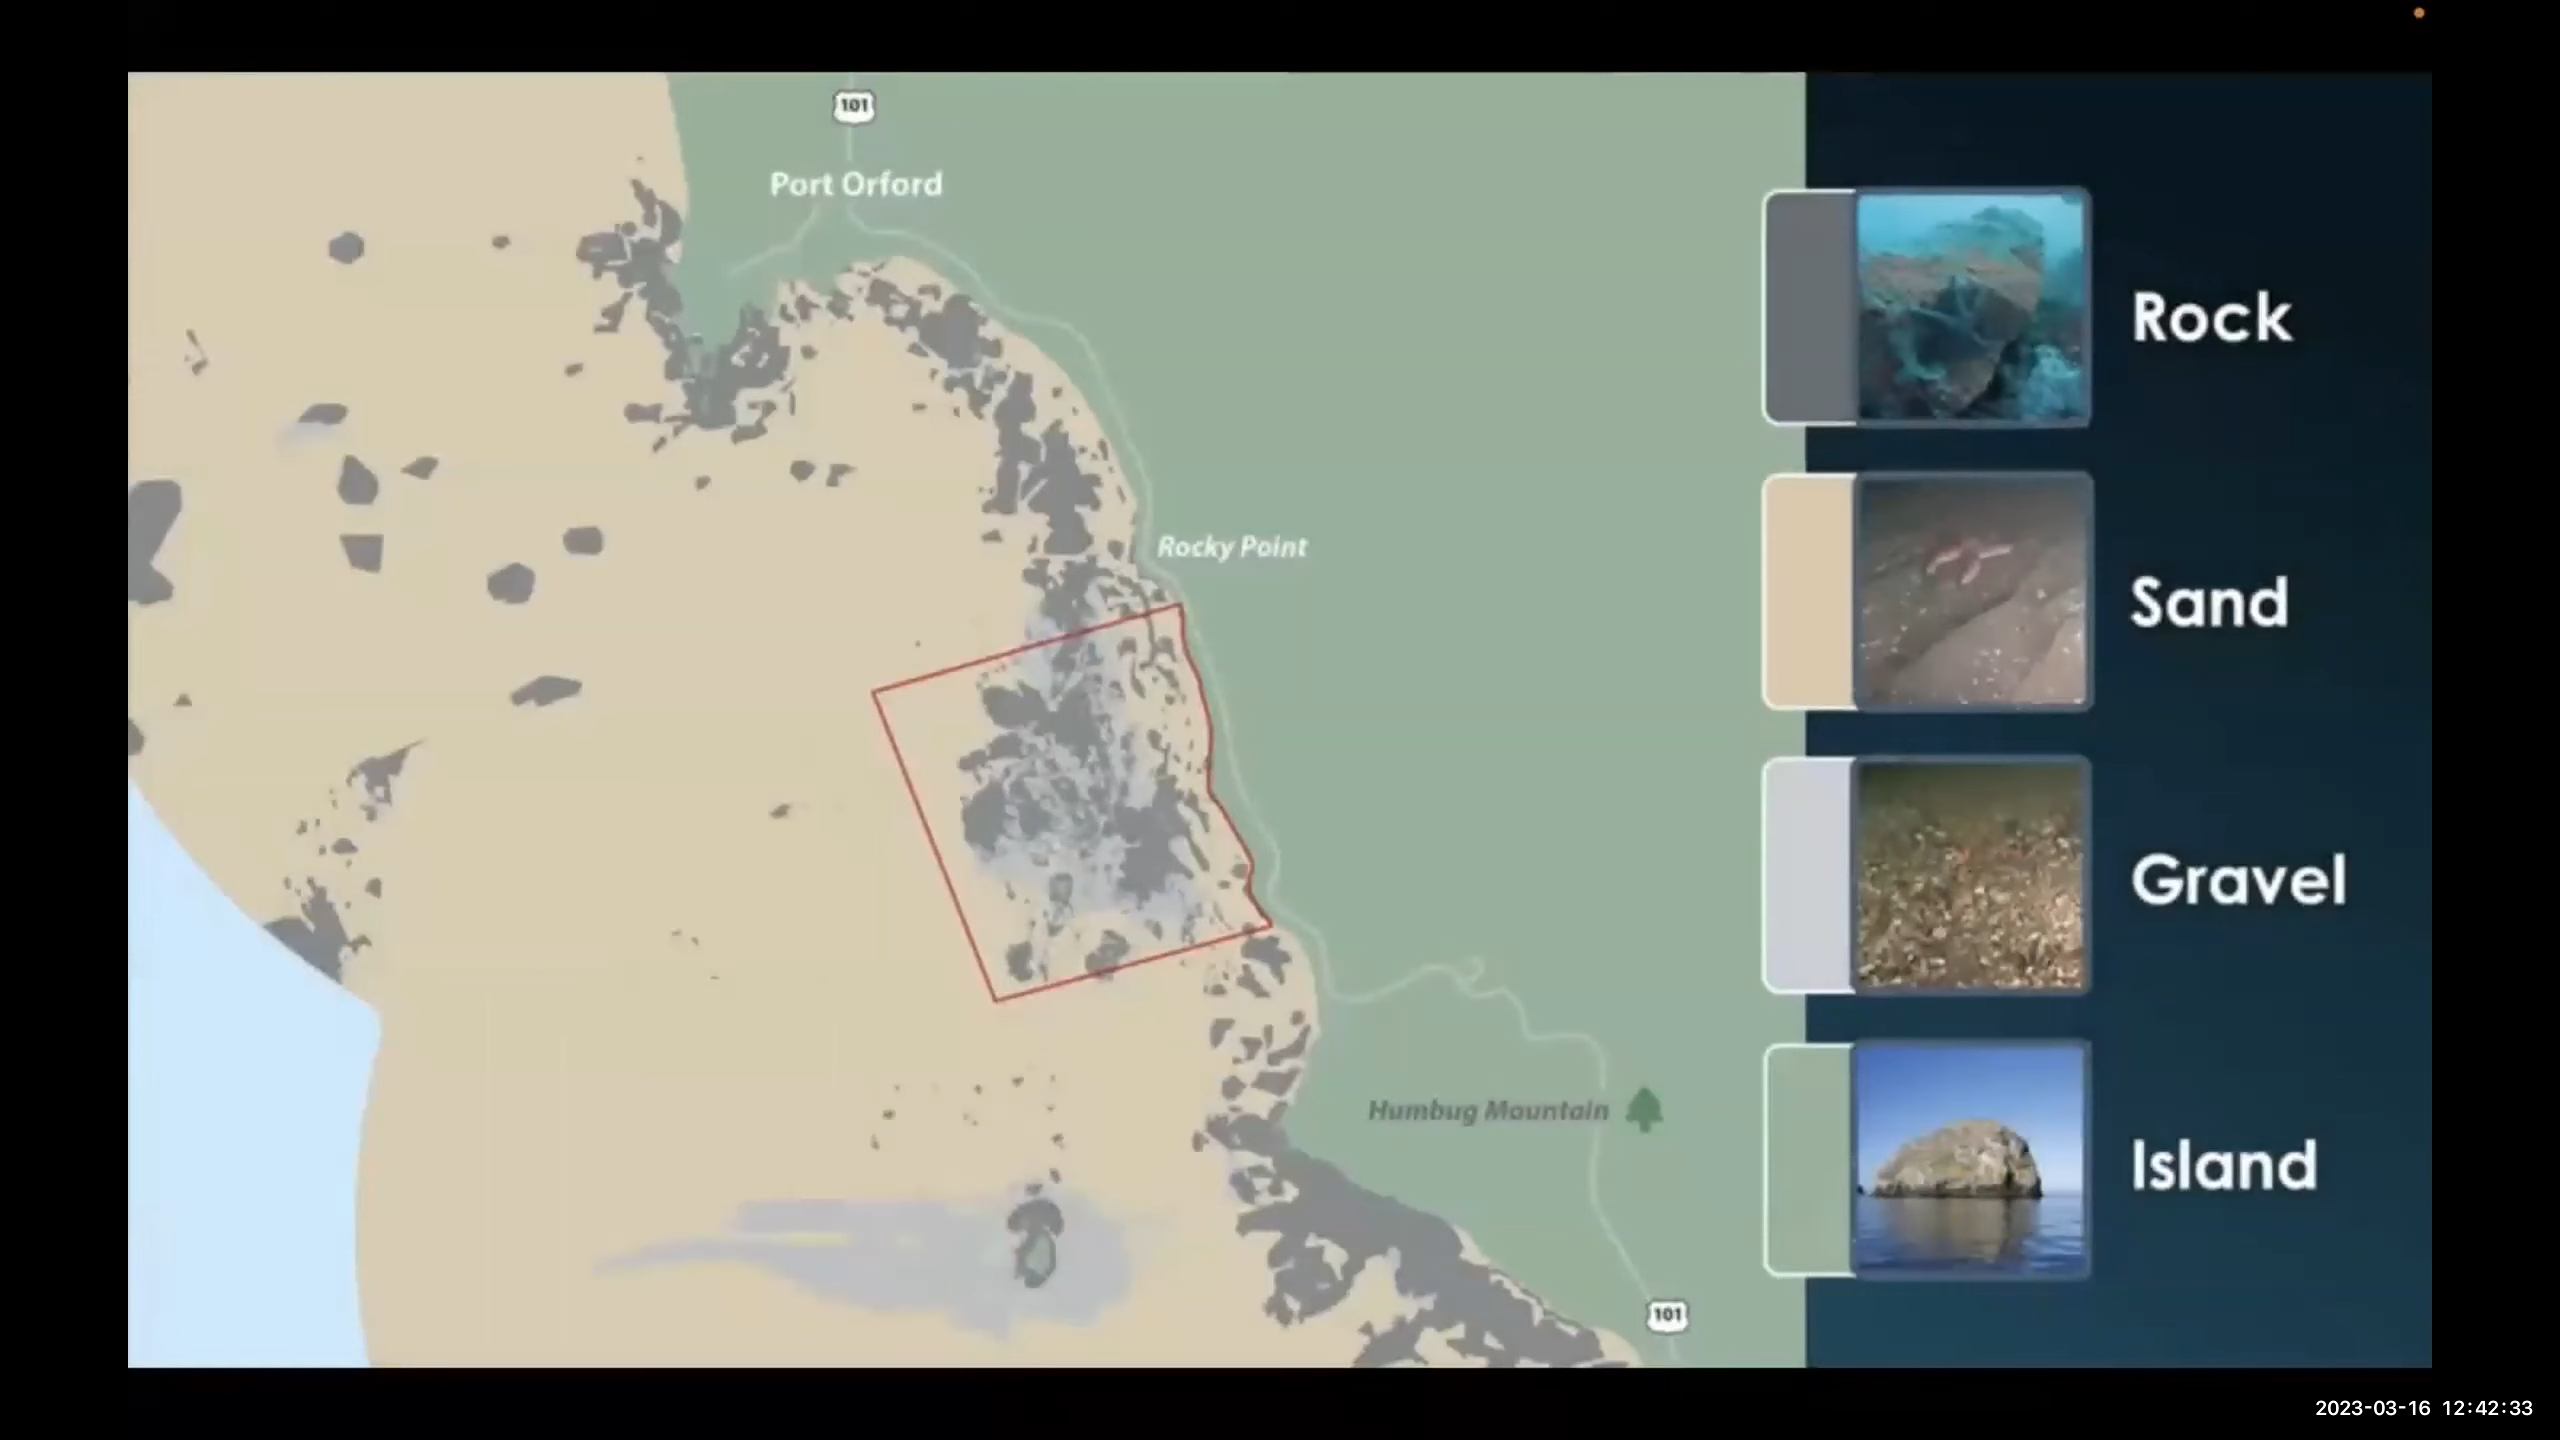 101
Port Orford
Rocky Point
Humbug Mountain
101
Rock
Sand
Gravel
Island
2023-03-16 12:42:33